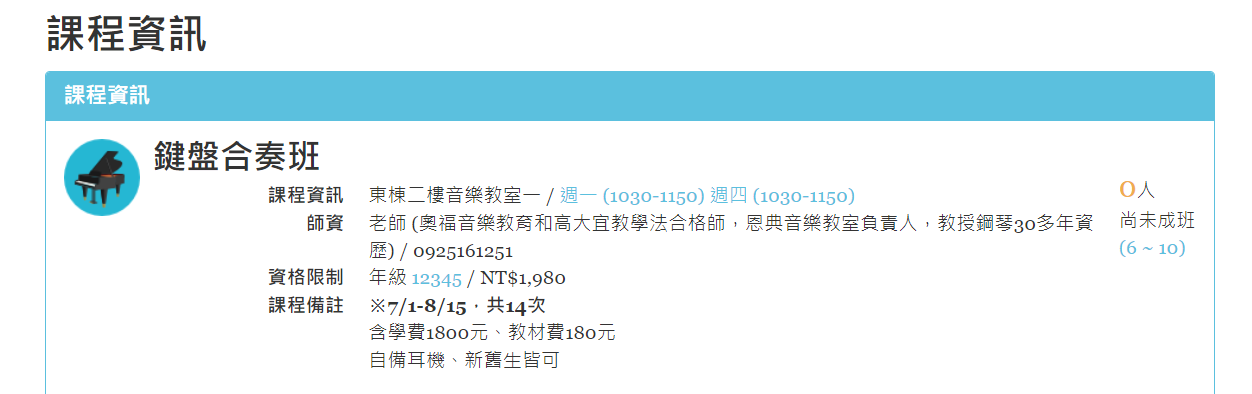 課程資訊
課程資訊
鍵盤合奏班
課程資訊 東棟二樓音樂教室一 / 週一 (1030-1150) 週四 (1030-1150)
0人
師資 老師 (奧福音樂教育和高大宜教學法合格師，恩典音樂教室負責人，教授鋼琴30多年資
歷) / 0925161251
尚未成班
(6 ~ 10)
資格限制 年級 12345 / NT$1,980
課程備註 ※7/1-8/15，共14次
含學費1800元、教材費180元
自備耳機、新舊生皆可